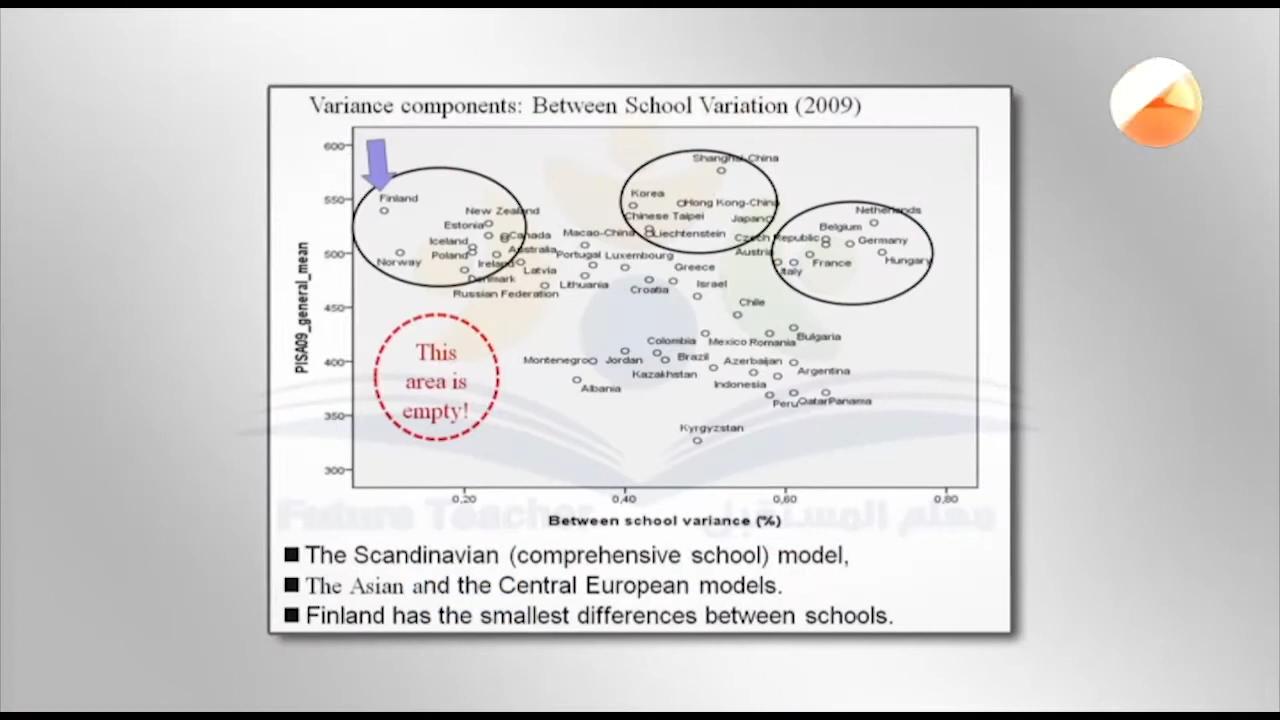 Variance components: Between School Variation (2009)
600
Shanghai-China
550
Finland
Korea
Hong Kong-China
New Zealand
Chinese Taipei
Japan
Netherlands
Estonia
Canada
Macao-China
Liechtenstein
Czech Republic
Belgium
Iceland
Germany
500
Norway
Poland
Ireland
Australia
Portugal
Luxembourg
Austria
Italy
France
Hungary
Denmark
Latvia
Greece
Russian Federation
Lithuania
Croatia
Israel
450
Chile
Colombia
Mexico
Romania
Bulgaria
400
Montenegro
Jordan
Brazil
Azerbaijan
Kazakhstan
Argentina
Indonesia
Albania
Peru
Qatar
Panama
350
Kyrgyzstan
300
This
area is
empty!
PISA09_general_mean
0,20
0,40
0,60
0,80
Between school variance (%)
Future Teacher
معلم المستقبل
■ The Scandinavian (comprehensive school) model,
■ The Asian and the Central European models.
■ Finland has the smallest differences between schools.